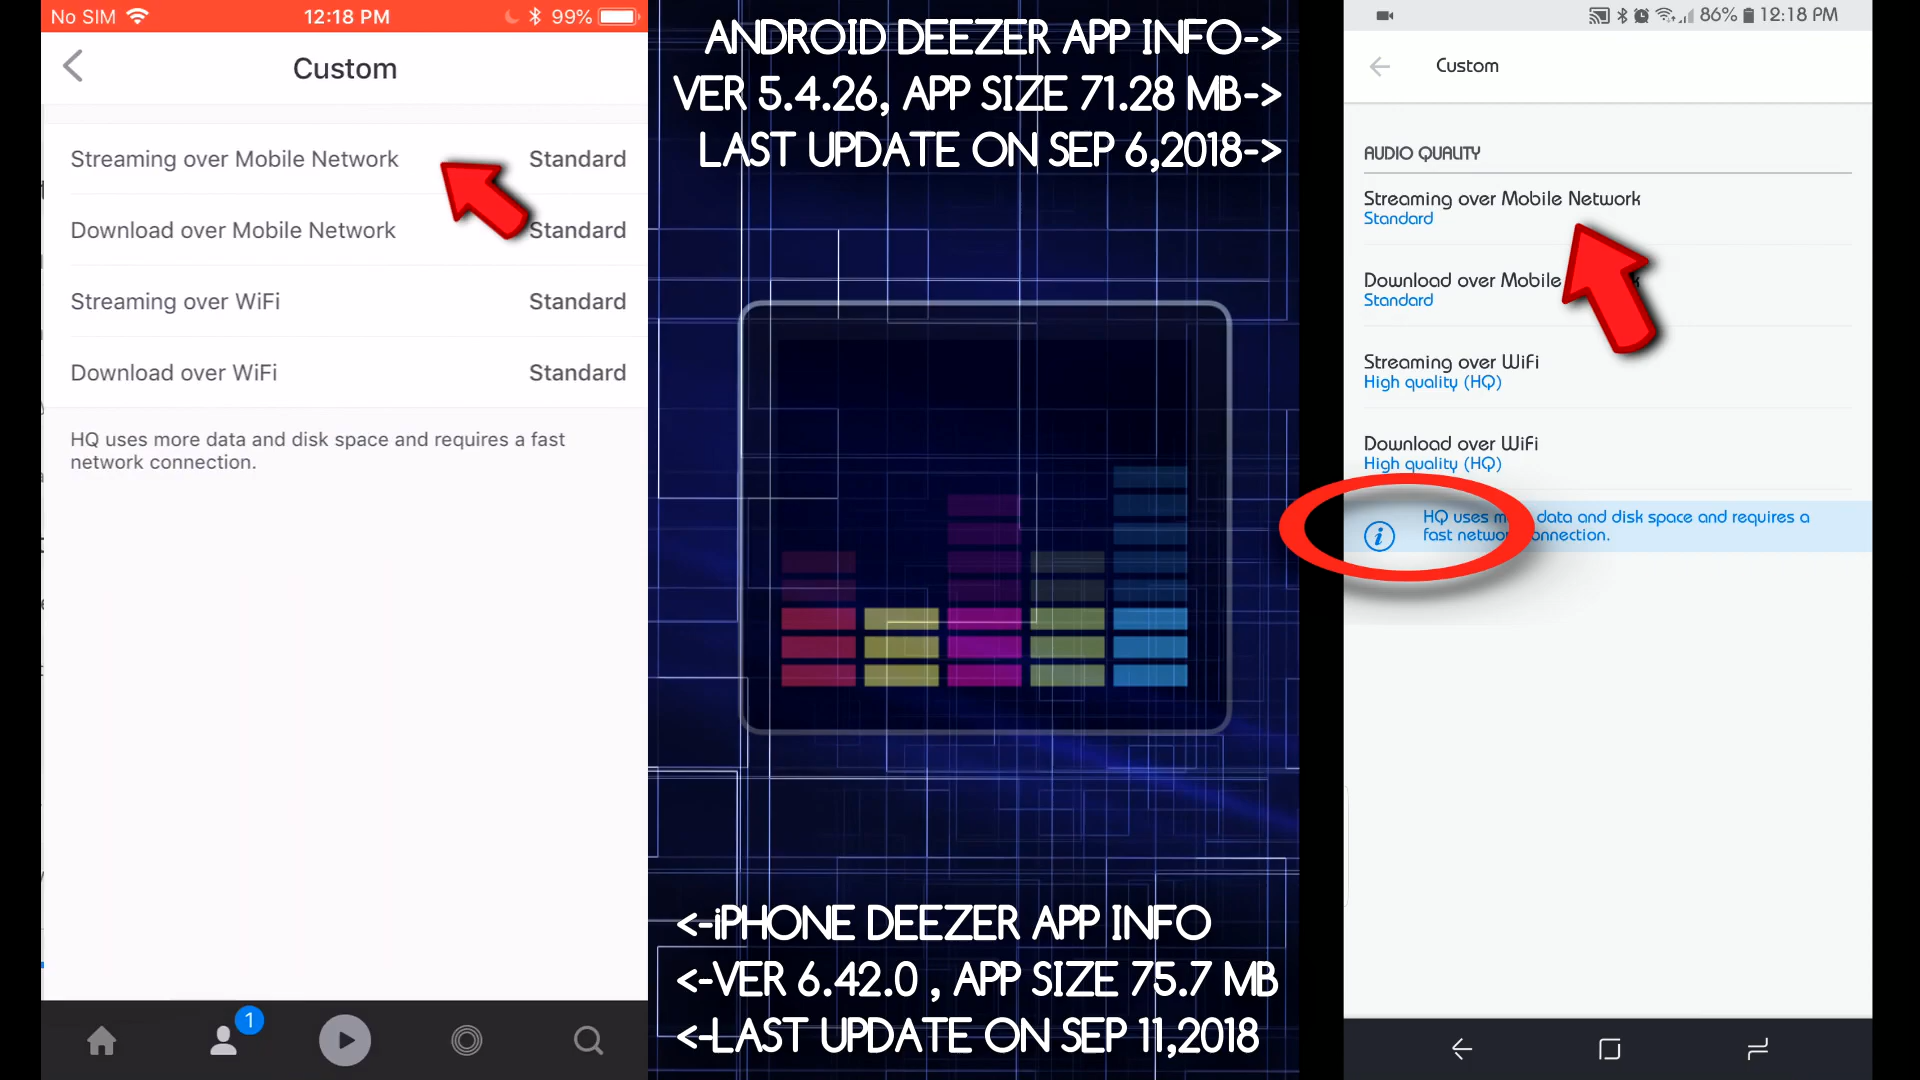 No SIM 12:18 PM 99%
Custom
Streaming over Mobile Network Standard
Download over Mobile Network Standard
Streaming over WiFi Standard
Download over WiFi Standard
HQ uses more data and disk space and requires a fast
network connection.
1
ANDROID DEEZER APP INFO->
VER 5.4.26, APP SIZE 71.28 MB->
LAST UPDATE ON SEP 6,2018->
<-iPHONE DEEZER APP INFO
<-VER 6.42.0 , APP SIZE 75.7 MB
<-LAST UPDATE ON SEP 11,2018
86% 12:18 PM
Custom
AUDIO QUALITY
Streaming over Mobile Network
Standard
Download over Mobile
Standard
Streaming over WiFi
High quality (HQ)
Download over WiFi
High quality (HQ)
HQ uses data and disk space and requires a
fast